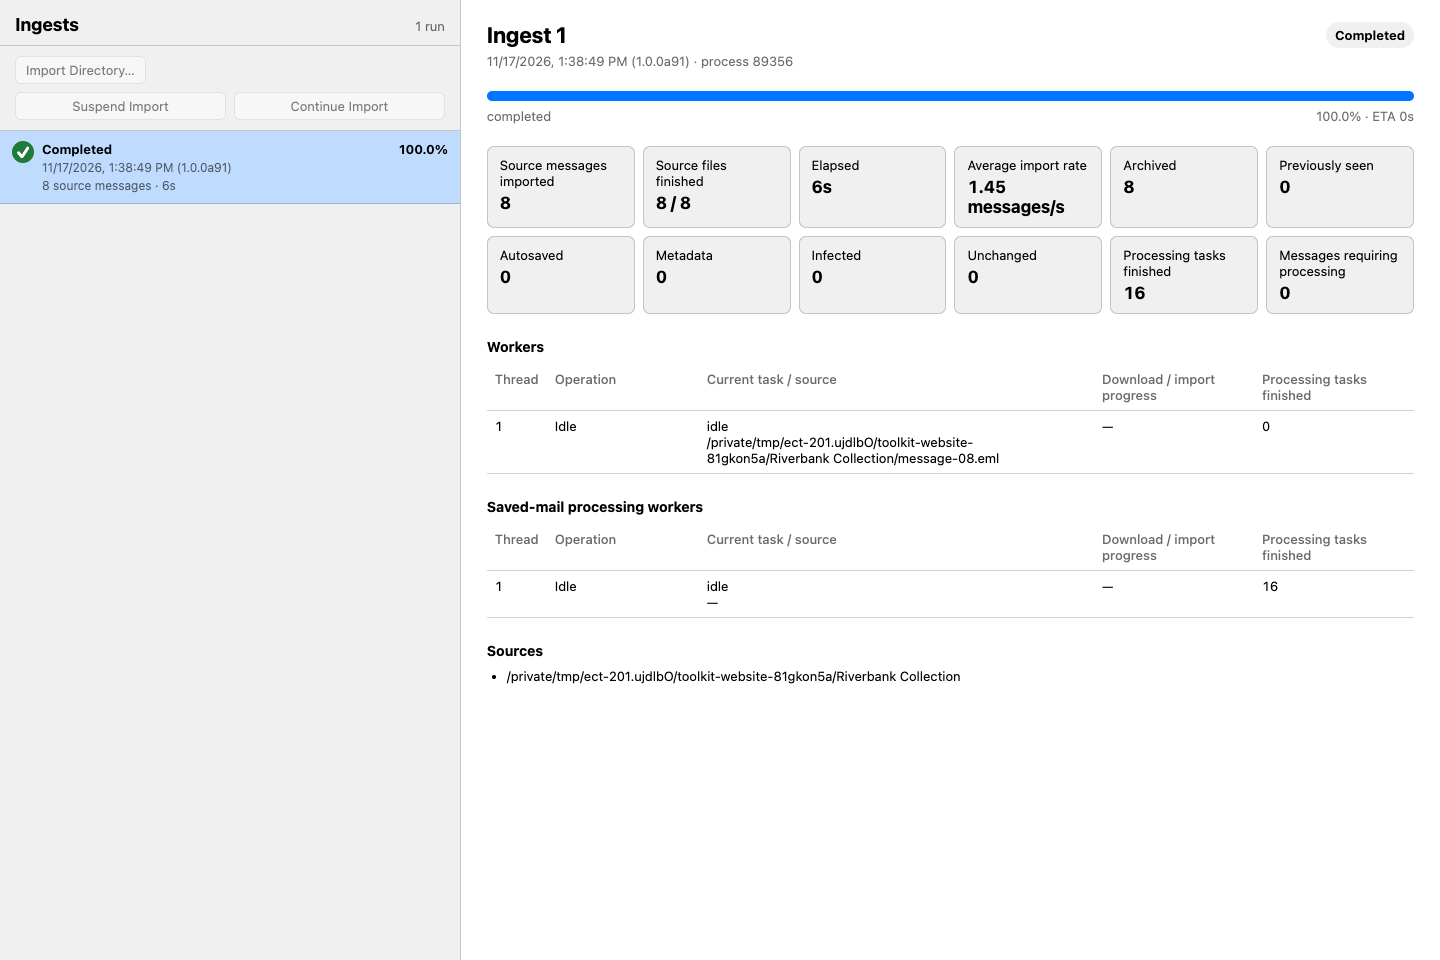 Ingests
1 run
Import Directory...
Suspend Import
Continue Import
Completed
100.0%
11/17/2026, 1:38:49 PM (1.0.0a91)
8 source messages · 6s
Ingest 1
Completed
11/17/2026, 1:38:49 PM (1.0.0a91) · process 89356
completed
100.0% · ETA 0s
Source messages
imported
8
Source files
finished
8 / 8
Elapsed
6s
Average import rate
1.45
messages/s
Archived
8
Previously seen
0
Autosaved
0
Metadata
0
Infected
0
Unchanged
0
Processing tasks
finished
16
Messages requiring
processing
0
Workers
Thread
Operation
Current task / source
Download / import
progress
Processing tasks
finished
1
Idle
idle
/private/tmp/ect-201.ujdlbO/toolkit-website-
81gkon5a/Riverbank Collection/message-08.eml
—
0
Saved-mail processing workers
Thread
Operation
Current task / source
Download / import
progress
Processing tasks
finished
1
Idle
idle
—
—
16
Sources
• /private/tmp/ect-201.ujdlbO/toolkit-website-81gkon5a/Riverbank Collection